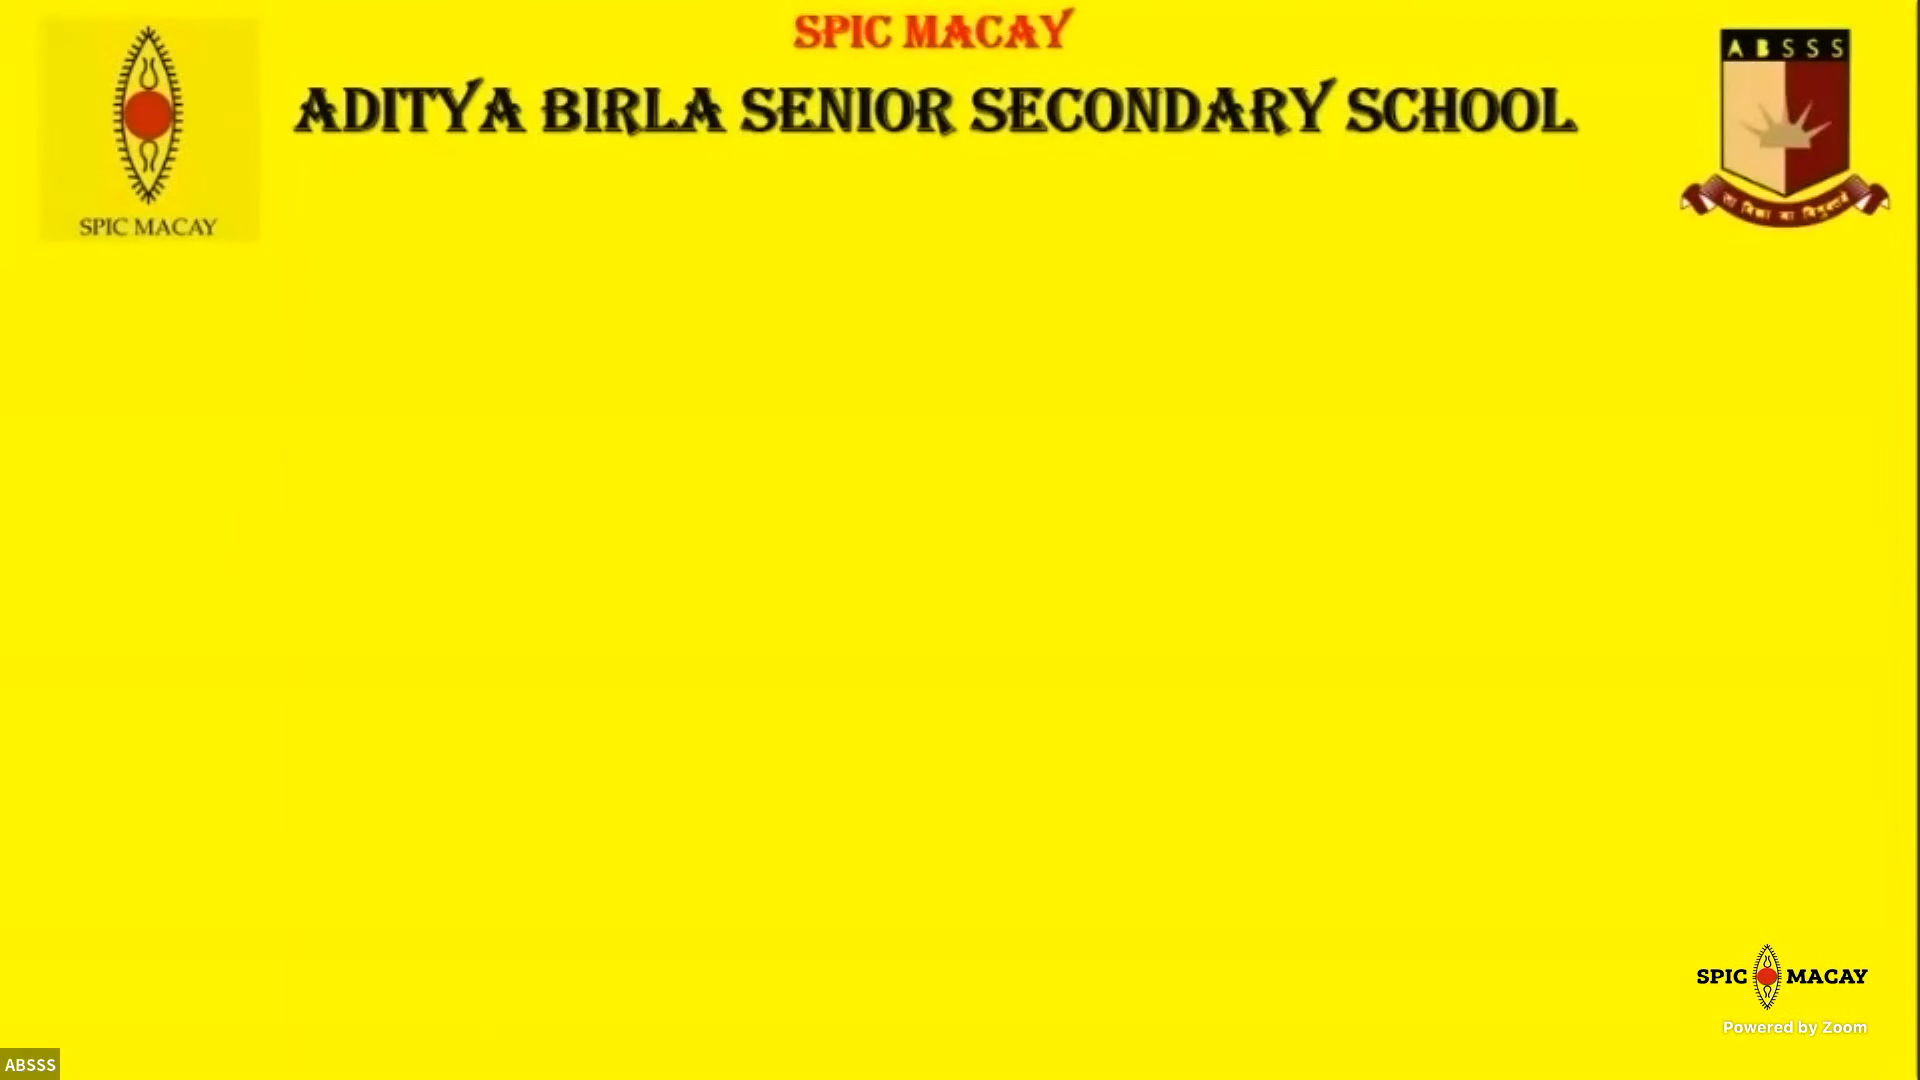 SPIC MACAY
ADITYA BIRLA SENIOR SECONDARY SCHOOL
SPIC MACAY
ABSSS
SPIC MACAY
Powered by Zoom
ABSSS